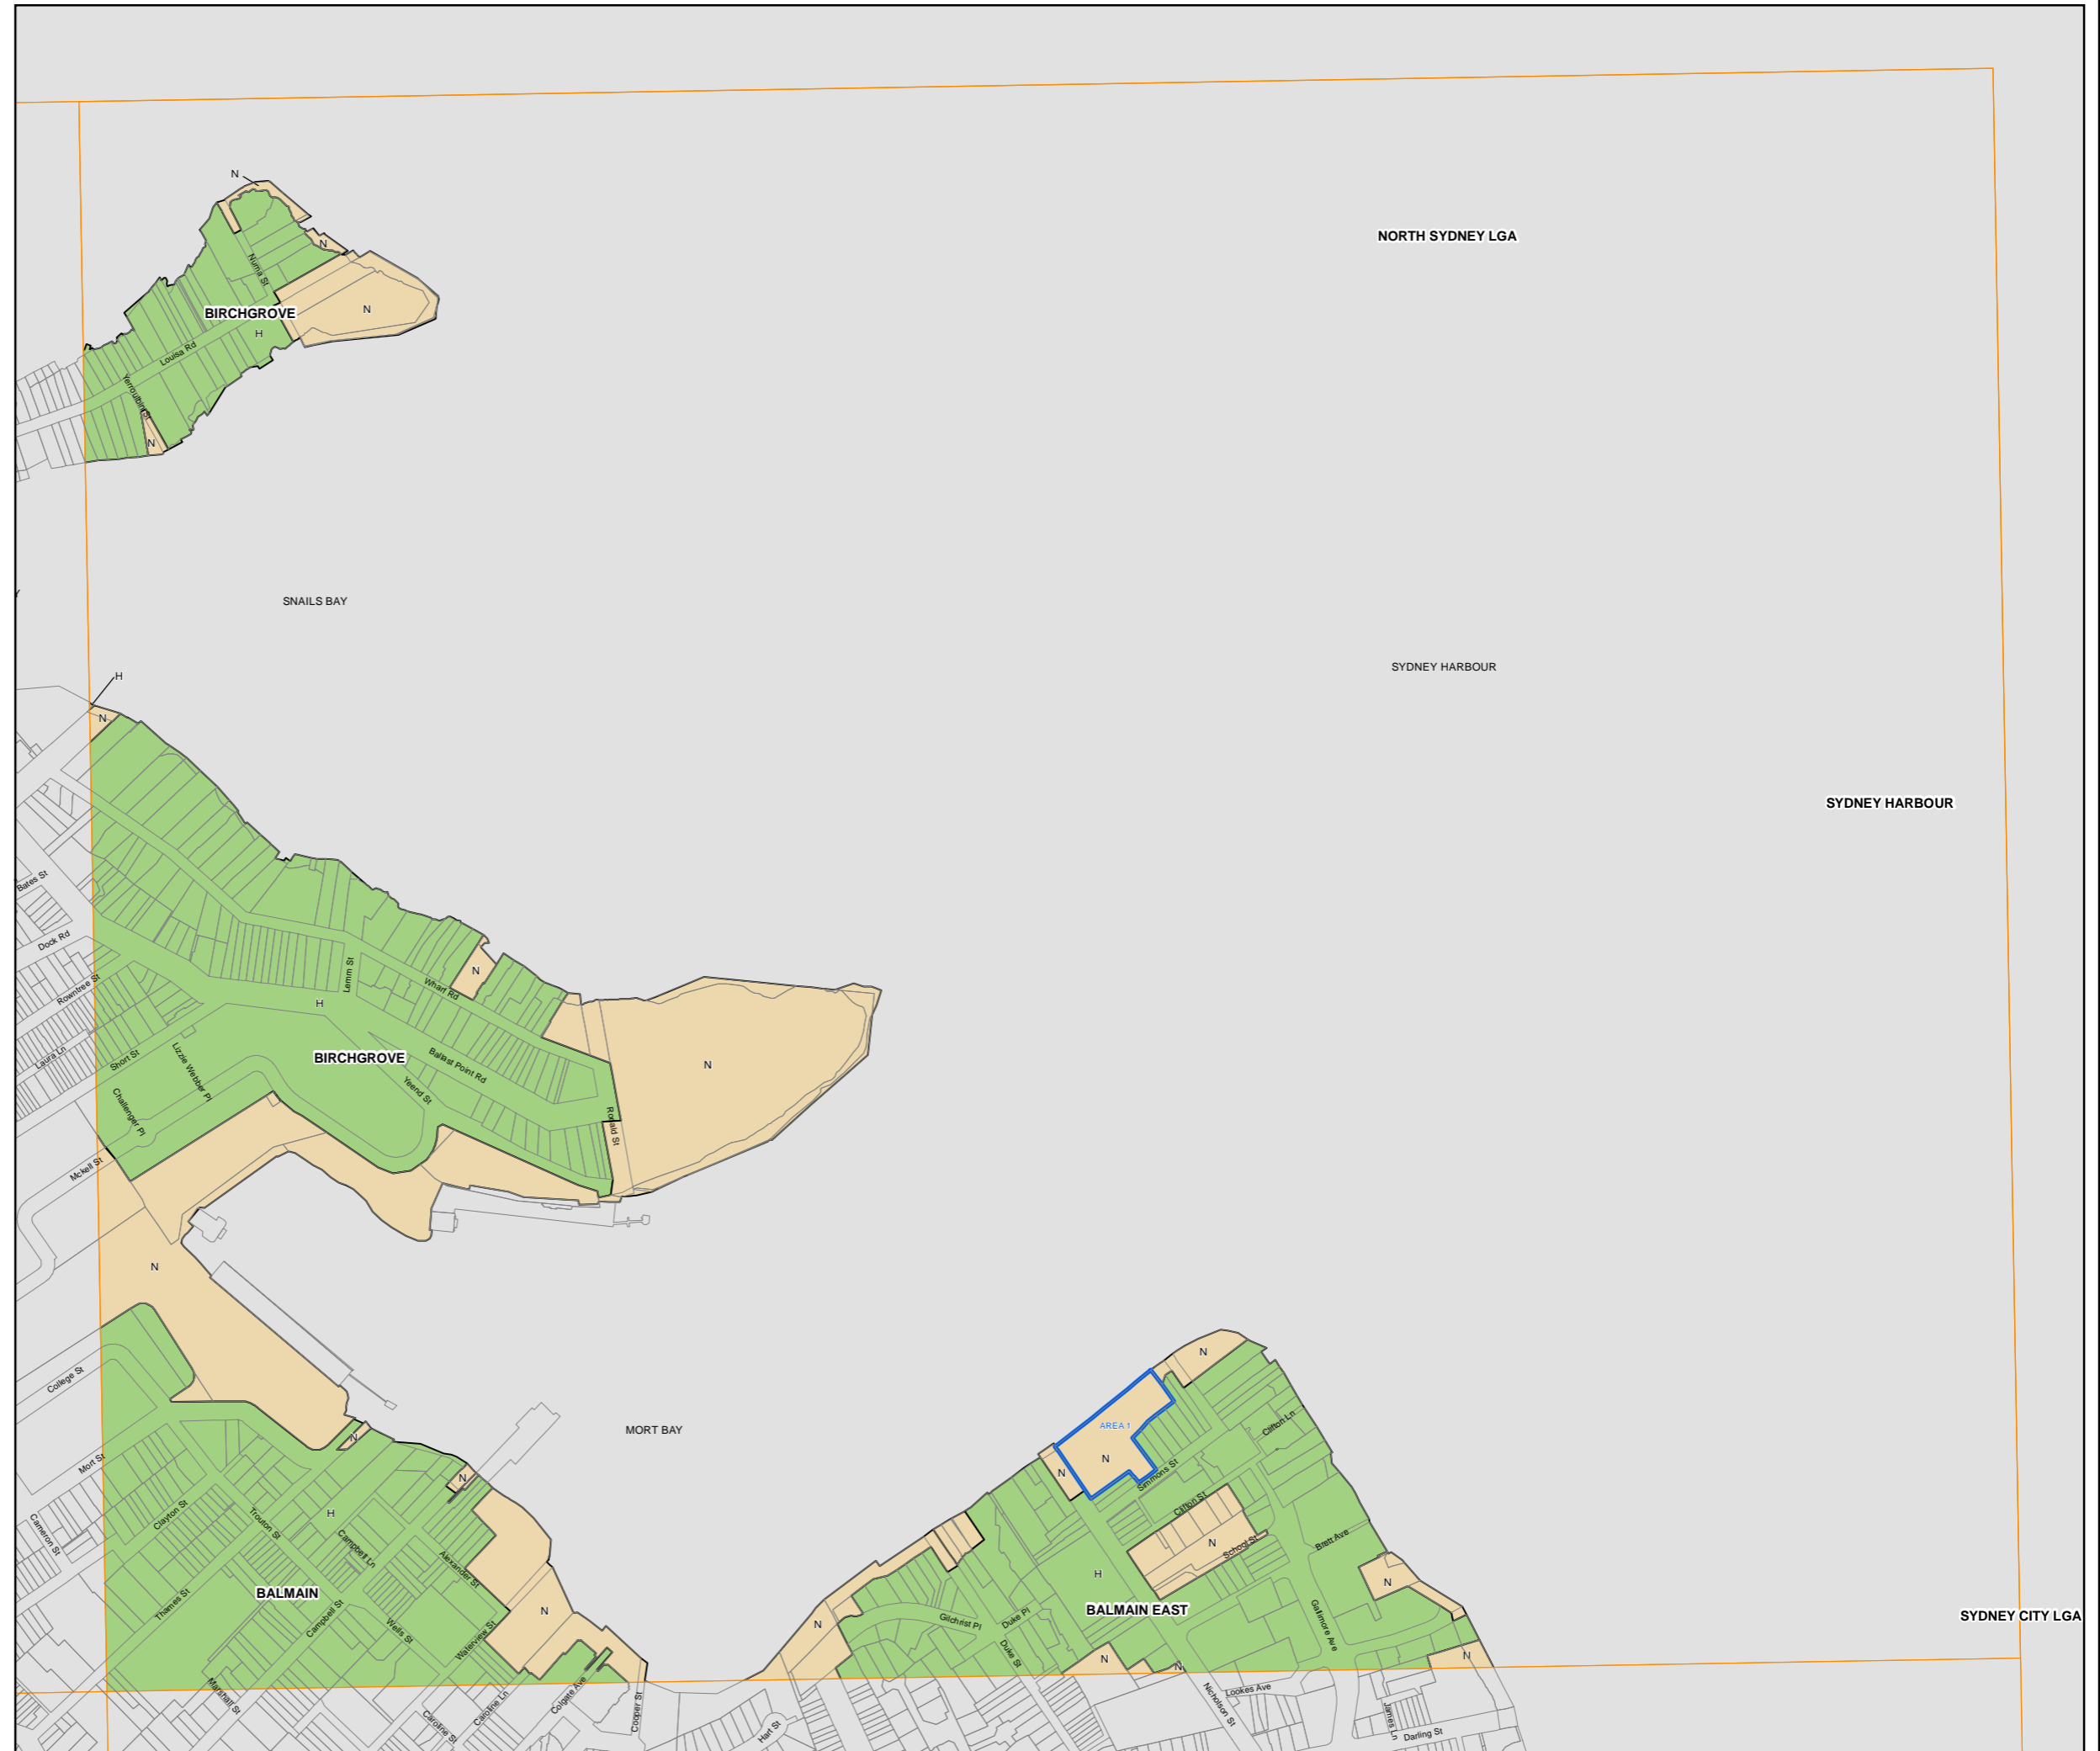 N
NORTH SYDNEY LGA
N
Numa St
N
BIRCHGROVE
H
Louisa Rd
Yerroulbin St
N
SNAILS BAY
SYDNEY HARBOUR
H
N
SYDNEY HARBOUR
Bates St
Dock Rd
N
Lemm St
Wharf Rd
Rowntree St
H
Laura Ln
Short St
Lizzie Webber Pl
BIRCHGROVE
Ballast Point Rd
N
Yeend St
Challenger Pl
Ronald St
Mckell St
N
N
College St
AREA 1
Clifton Ln
MORT BAY
N
N
N
Mort St
N
Simmons St
Clifton St
Clayton St
Trouton St
H
Cameron St
Campbell Ln
N
School St
Brett Ave
Alexander St
H
N
BALMAIN
Thames St
Campbell St
N
BALMAIN EAST
SYDNEY CITY LGA
Wells St
Waterview St
N
Gilchrist Pl
Duke Pl
Gallimore Ave
Duke St
N
N
N
Marshall St
Caroline St
Caroline Ln
Colgate Ave
Cooper St
Hart St
Nicholson St
Lookes Ave
James Ln
Darling St